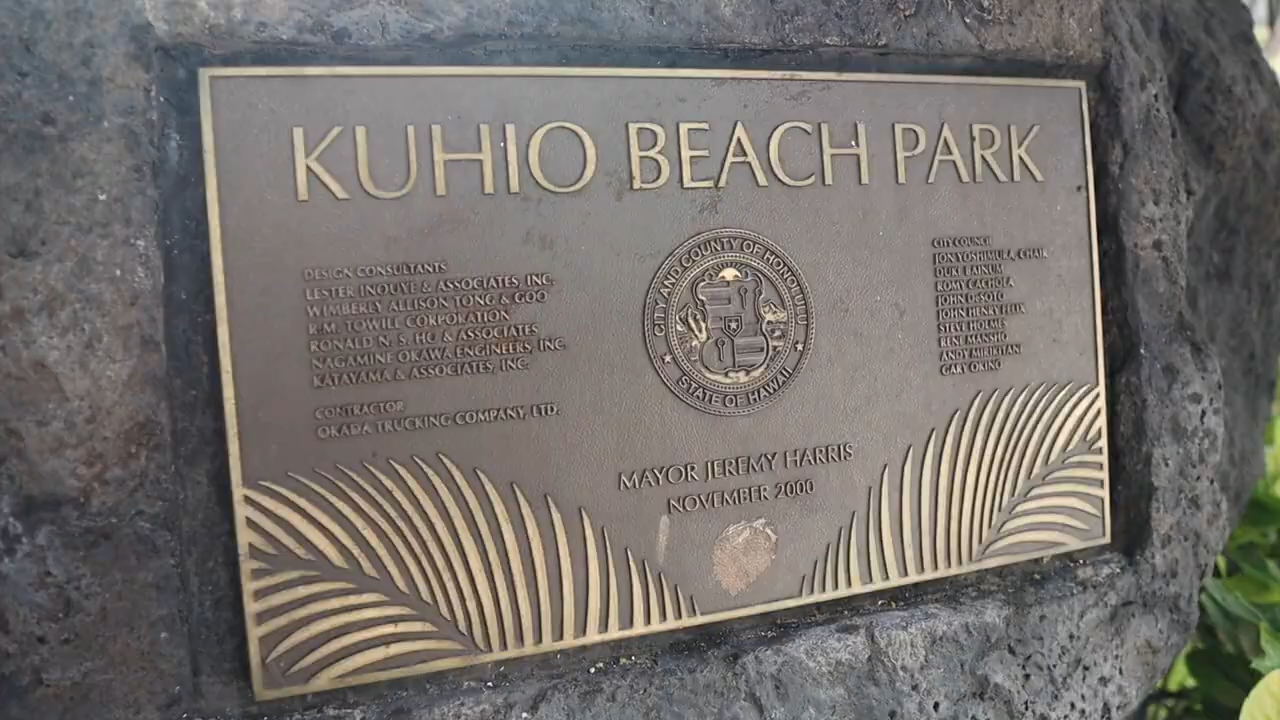 KUHIO BEACH PARK
DESIGN CONSULTANTS
LESTER INOUYE & ASSOCIATES, INC.
WIMBERLY ALLISON TONG & GOO
R.M. TOWILL CORPORATION
RONALD N. S. HO & ASSOCIATES
NAGAMINE OKAWA ENGINEERS, INC.
KATAYAMA & ASSOCIATES, INC.
CONTRACTOR
OKADA TRUCKING COMPANY, LTD.
CITY AND COUNTY OF HONOLULU
STATE OF HAWAII
MAYOR JEREMY HARRIS
NOVEMBER 2000
CITY COUNCIL
JON YOSHIMURA, CHAIR
DUKE BAINUM
ROMY CACHOLA
JOHN DeSOTO
JOHN HENRY FELIX
STEVE HOLMES
RENE MANSHO
ANDY MIRIKITANI
GARY OKINO